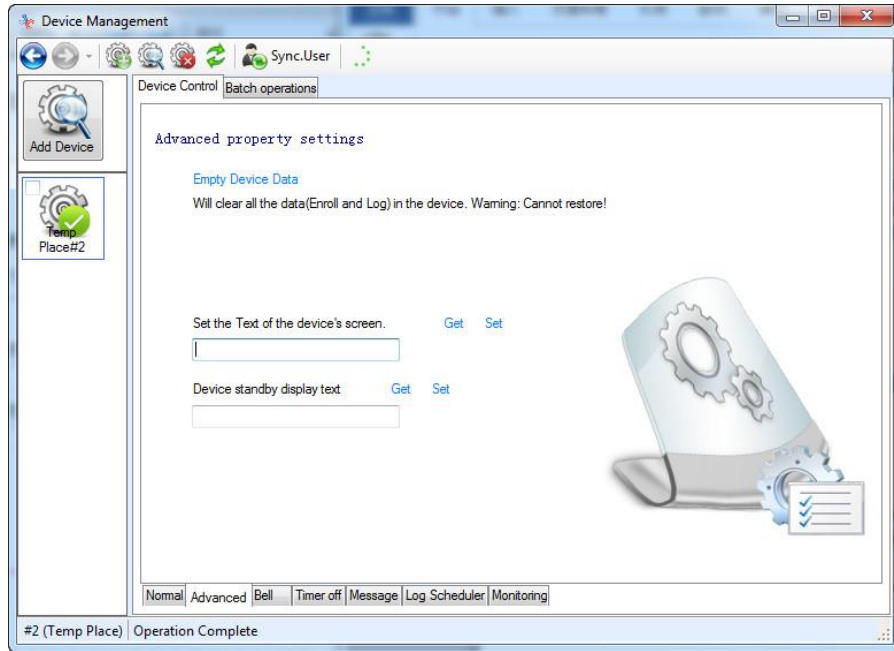 Device Management
Sync.User
Device Control Batch operations
Add Device
Temp
Place#2
Advanced property settings
Empty Device Data
Will clear all the data(Enroll and Log) in the device. Warning: Cannot restore!
Set the Text of the device's screen. Get Set
Device standby display text Get Set
Normal Advanced Bell Timer off Message Log Scheduler Monitoring
#2 (Temp Place) Operation Complete